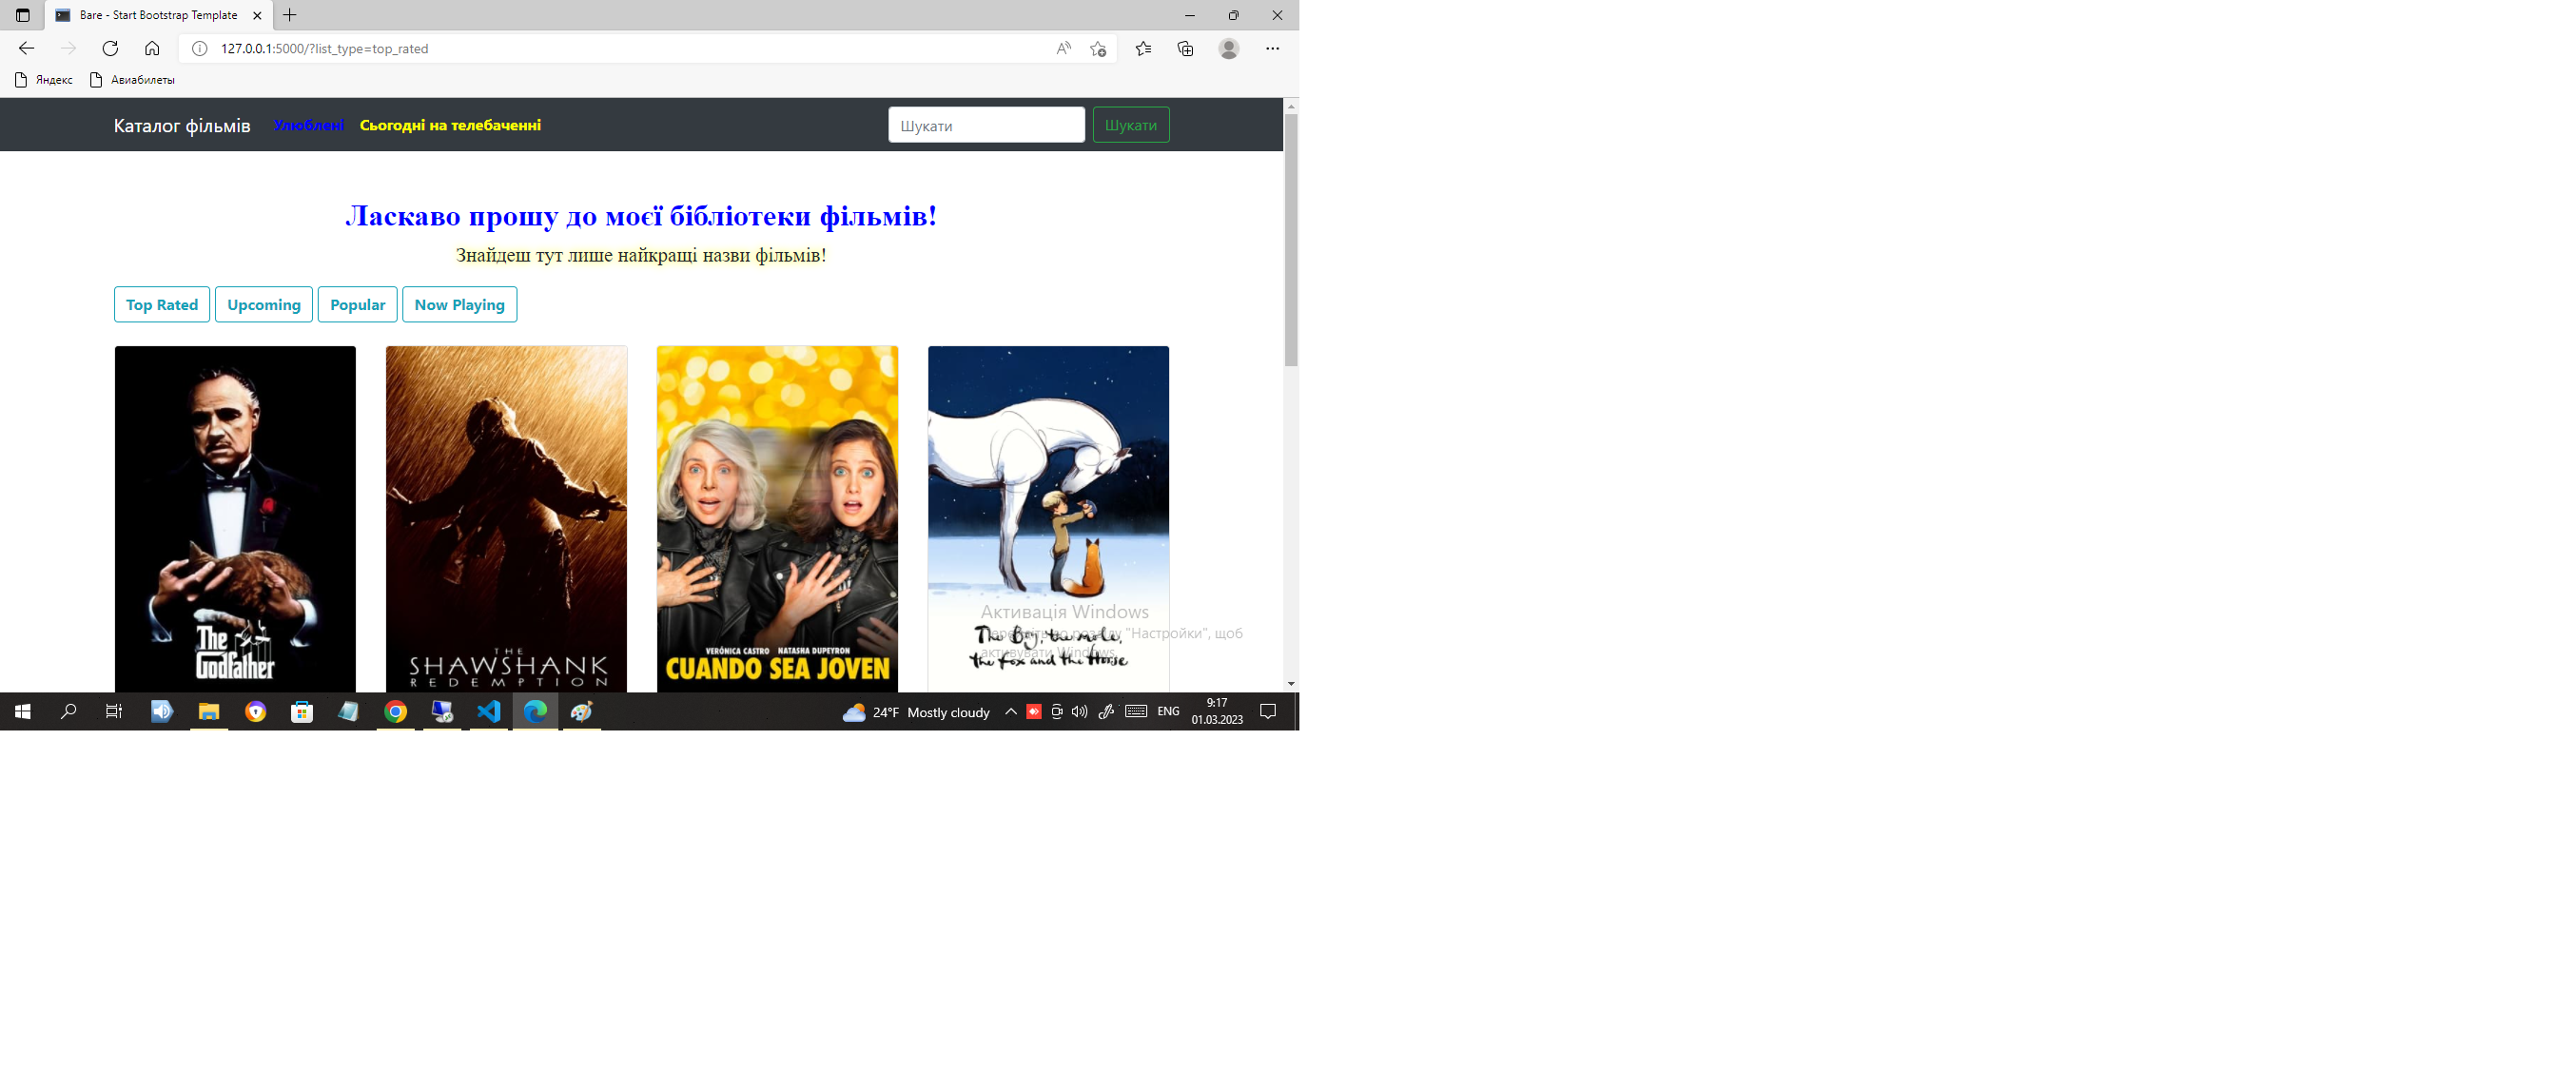 Bare - Start Bootstrap Template
127.0.0.1:5000/?list_type=top_rated
Яндекс Авиабилеты
Каталог фільмів Улюблені Сьогодні на телебаченні Шукати Шукати
Ласкаво прошу до моєї бібліотеки фільмів!
Знайдеш тут лише найкращі назви фільмів!
Top Rated Upcoming Popular Now Playing
The Godfather
THE SHAWSHANK REDEMPTION
VERÓNICA CASTRO NATASHA DUPEYRON
CUANDO SEA JOVEN
The Boy, the mole,
the fox and the Horse
Активація Windows
розділу "Настройки", щоб
активувати Windows.
24°F Mostly cloudy ENG 9:17
01.03.2023